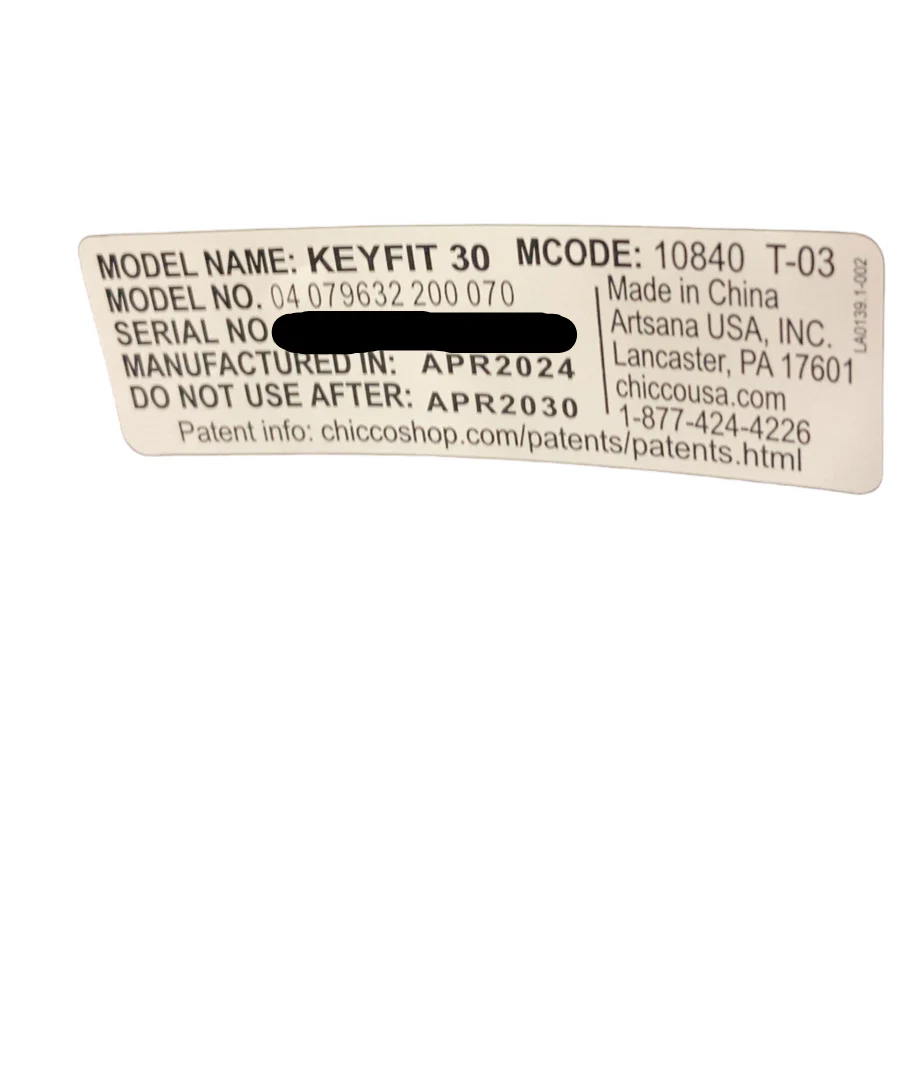 MODEL NAME: KEYFIT 30 MCODE: 10840 T-03
MODEL NO. 04 079632 200 070
SERIAL NO
MANUFACTURED IN: APR2024
DO NOT USE AFTER: APR2030
Made in China
Artsana USA, INC.
Lancaster, PA 17601
chiccousa.com
1-877-424-4226
Patent info: chiccoshop.com/patents/patents.html
LA0139.1-002